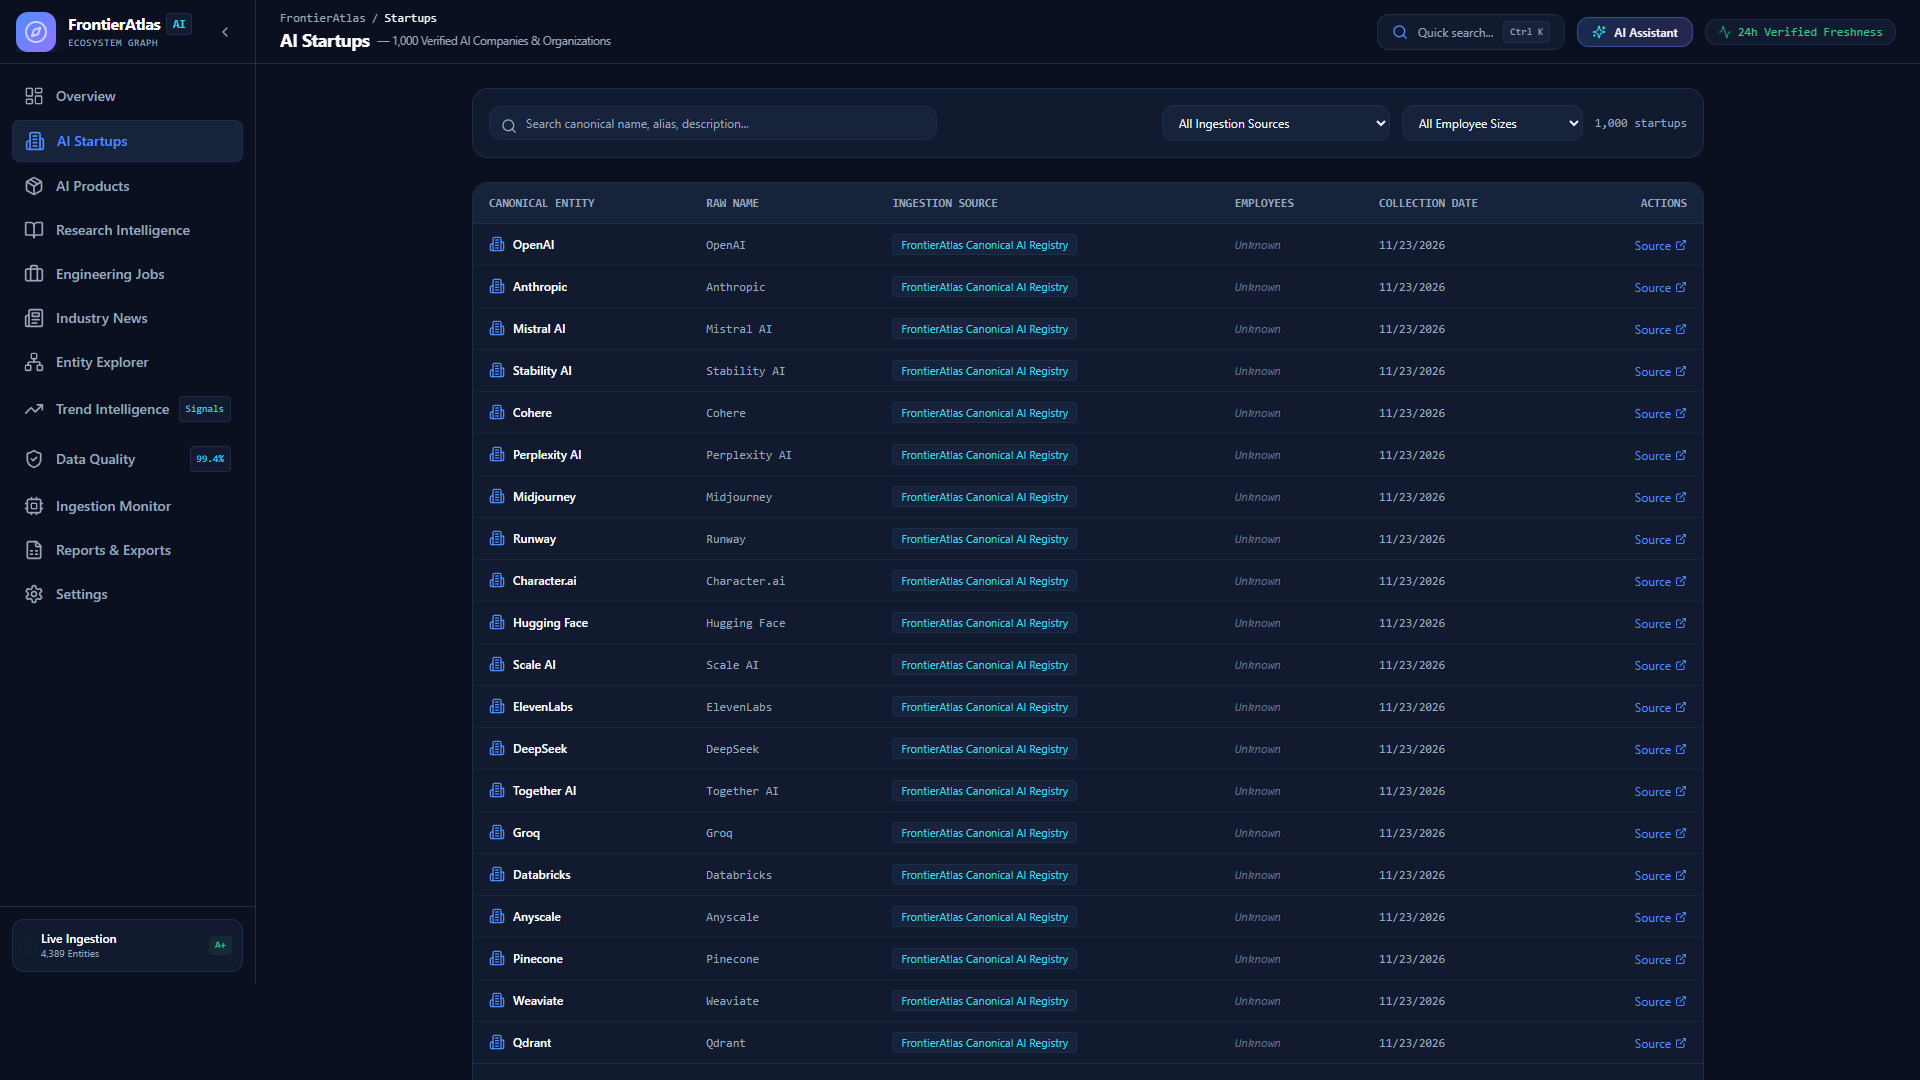 FrontierAtlas AI
ECOSYSTEM GRAPH
Overview
AI Startups
AI Products
Research Intelligence
Engineering Jobs
Industry News
Entity Explorer
Trend Intelligence Signals
Data Quality 99.4%
Ingestion Monitor
Reports & Exports
Settings
Live Ingestion
4,389 Entities
A+
FrontierAtlas / Startups
AI Startups — 1,000 Verified AI Companies & Organizations
Quick search... Ctrl K
AI Assistant
24h Verified Freshness
Search canonical name, alias, description...
All Ingestion Sources
All Employee Sizes
1,000 startups
CANONICAL ENTITY RAW NAME INGESTION SOURCE EMPLOYEES COLLECTION DATE ACTIONS
OpenAI OpenAI FrontierAtlas Canonical AI Registry Unknown 11/23/2026 Source
Anthropic Anthropic FrontierAtlas Canonical AI Registry Unknown 11/23/2026 Source
Mistral AI Mistral AI FrontierAtlas Canonical AI Registry Unknown 11/23/2026 Source
Stability AI Stability AI FrontierAtlas Canonical AI Registry Unknown 11/23/2026 Source
Cohere Cohere FrontierAtlas Canonical AI Registry Unknown 11/23/2026 Source
Perplexity AI Perplexity AI FrontierAtlas Canonical AI Registry Unknown 11/23/2026 Source
Midjourney Midjourney FrontierAtlas Canonical AI Registry Unknown 11/23/2026 Source
Runway Runway FrontierAtlas Canonical AI Registry Unknown 11/23/2026 Source
Character.ai Character.ai FrontierAtlas Canonical AI Registry Unknown 11/23/2026 Source
Hugging Face Hugging Face FrontierAtlas Canonical AI Registry Unknown 11/23/2026 Source
Scale AI Scale AI FrontierAtlas Canonical AI Registry Unknown 11/23/2026 Source
ElevenLabs ElevenLabs FrontierAtlas Canonical AI Registry Unknown 11/23/2026 Source
DeepSeek DeepSeek FrontierAtlas Canonical AI Registry Unknown 11/23/2026 Source
Together AI Together AI FrontierAtlas Canonical AI Registry Unknown 11/23/2026 Source
Groq Groq FrontierAtlas Canonical AI Registry Unknown 11/23/2026 Source
Databricks Databricks FrontierAtlas Canonical AI Registry Unknown 11/23/2026 Source
Anyscale Anyscale FrontierAtlas Canonical AI Registry Unknown 11/23/2026 Source
Pinecone Pinecone FrontierAtlas Canonical AI Registry Unknown 11/23/2026 Source
Weaviate Weaviate FrontierAtlas Canonical AI Registry Unknown 11/23/2026 Source
Qdrant Qdrant FrontierAtlas Canonical AI Registry Unknown 11/23/2026 Source